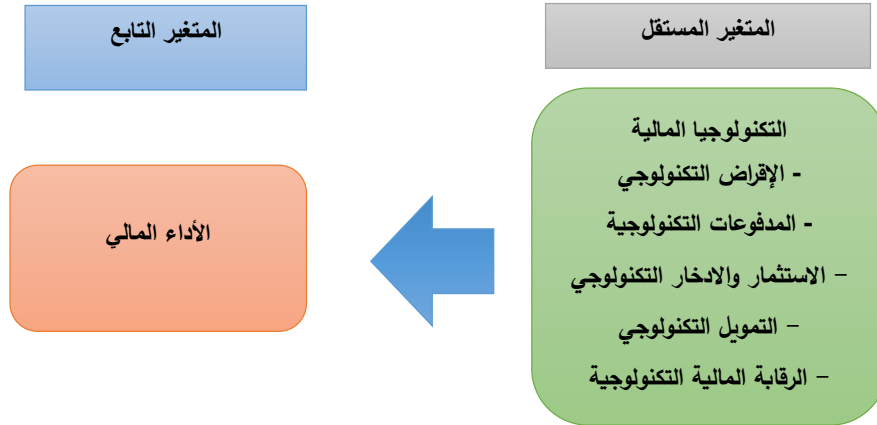 المتغير المستقل
المتغير التابع
التكنولوجيا المالية
- الإقراض التكنولوجي
- المدفوعات التكنولوجية
– الاستثمار والادخار التكنولوجي
– التمويل التكنولوجي
– الرقابة المالية التكنولوجية
الأداء المالي